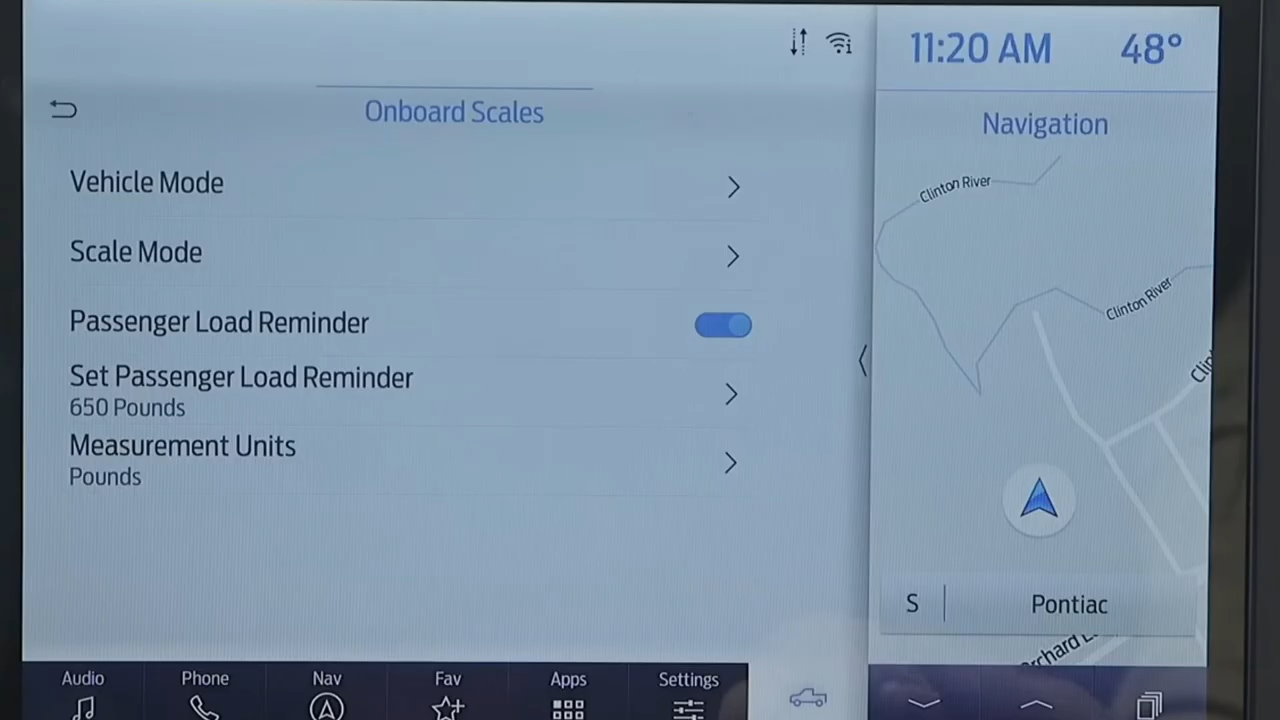 11:20 AM 48°
Onboard Scales
Vehicle Mode
Scale Mode
Passenger Load Reminder
Set Passenger Load Reminder
650 Pounds
Measurement Units
Pounds
Navigation
Clinton River
Clinton River
S
Pontiac
Audio
Phone
Nav
Fav
Apps
Settings